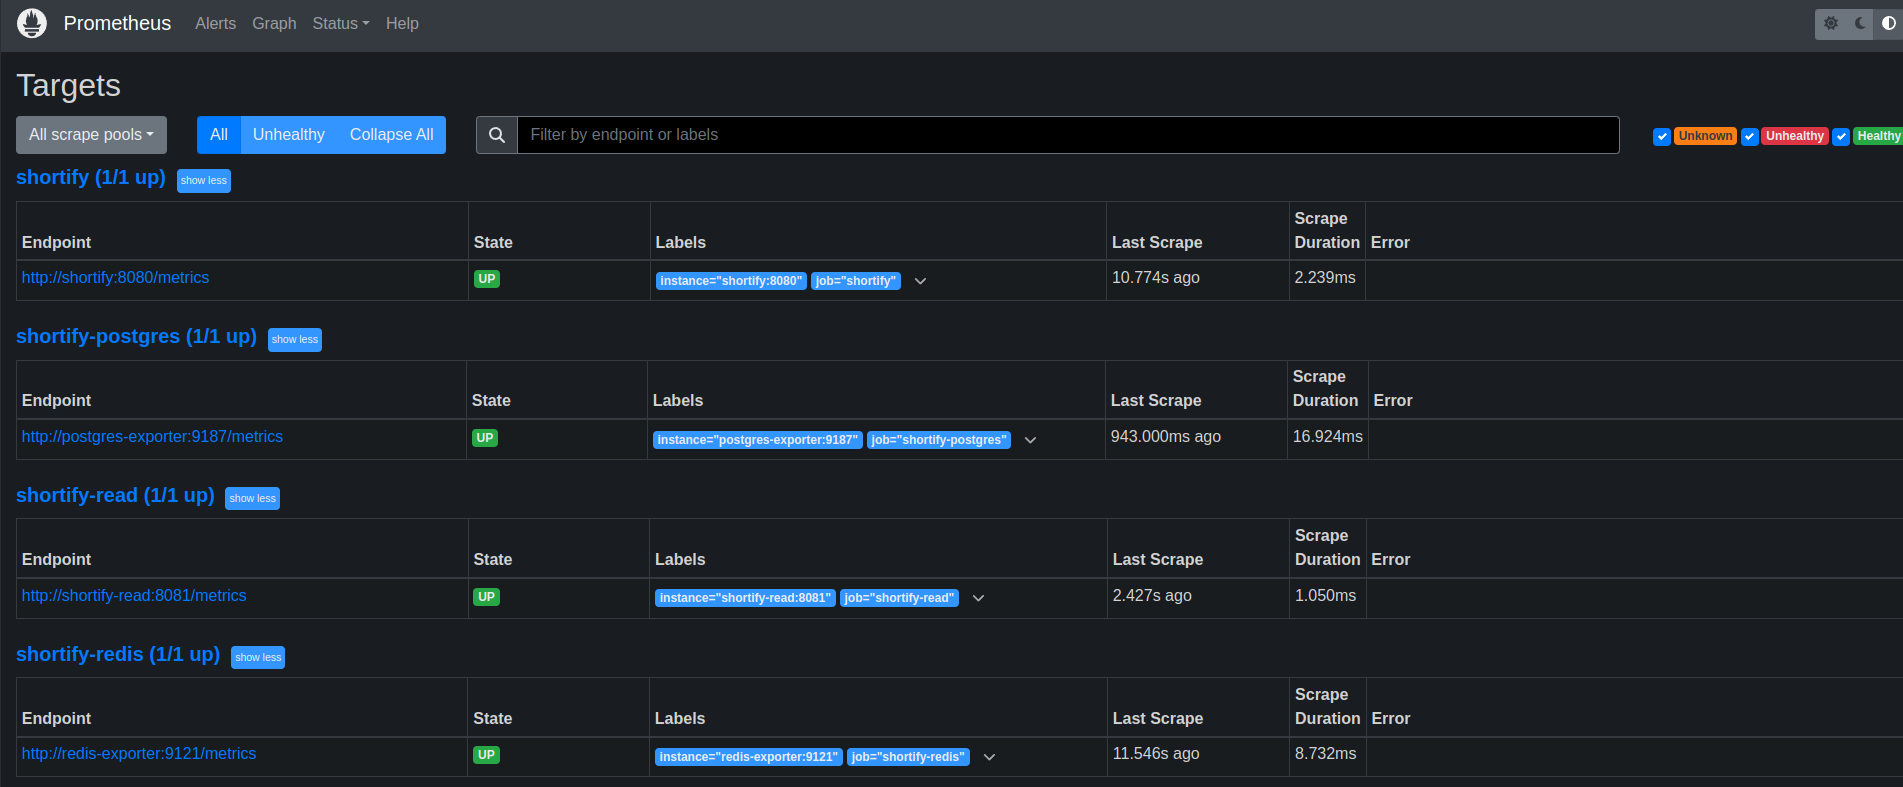 Prometheus Alerts Graph Status Help
Targets
All scrape pools All Unhealthy Collapse All Filter by endpoint or labels Unknown Unhealthy Healthy
shortify (1/1 up) show less
Endpoint State Labels Last Scrape Scrape Duration Error
http://shortify:8080/metrics UP instance="shortify:8080" job="shortify" 10.774s ago 2.239ms
shortify-postgres (1/1 up) show less
Endpoint State Labels Last Scrape Scrape Duration Error
http://postgres-exporter:9187/metrics UP instance="postgres-exporter:9187" job="shortify-postgres" 943.000ms ago 16.924ms
shortify-read (1/1 up) show less
Endpoint State Labels Last Scrape Scrape Duration Error
http://shortify-read:8081/metrics UP instance="shortify-read:8081" job="shortify-read" 2.427s ago 1.050ms
shortify-redis (1/1 up) show less
Endpoint State Labels Last Scrape Scrape Duration Error
http://redis-exporter:9121/metrics UP instance="redis-exporter:9121" job="shortify-redis" 11.546s ago 8.732ms